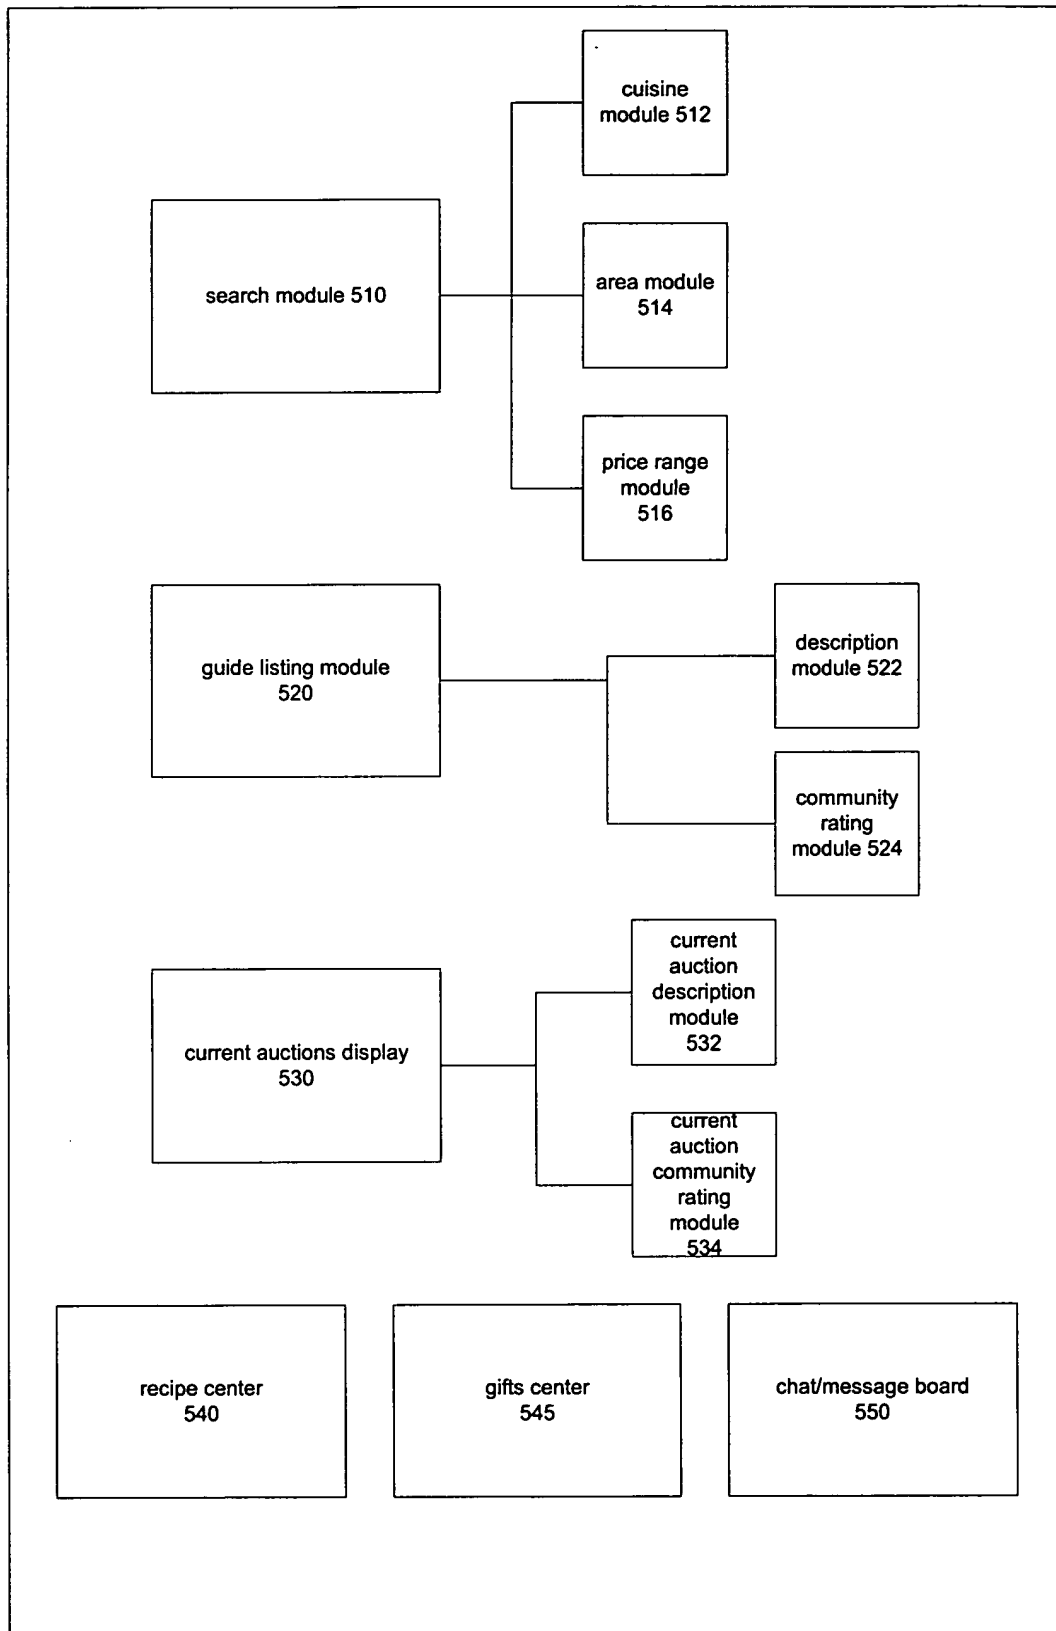 cuisine
module 512
search module 510
area module
514
price range
module
516
guide listing module
520
description
module 522
community
rating
module 524
current
auction
description
module
532
current auctions display
530
current
auction
community
rating
module
534
recipe center
540
gifts center
545
chat/message board
550